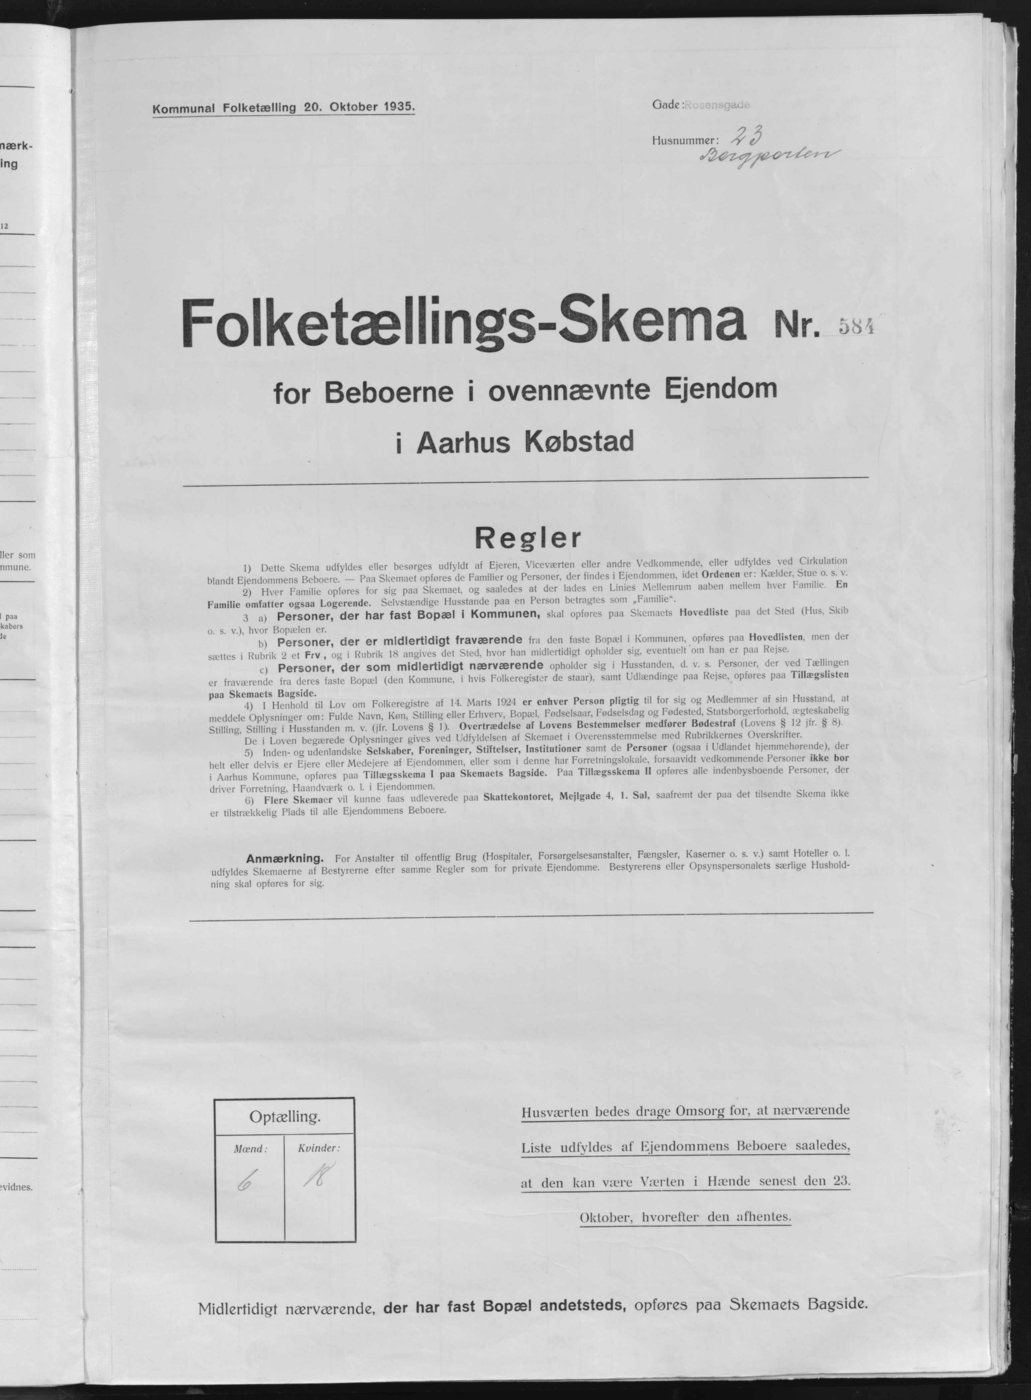 Kommunal Folketælling 20. Oktober 1935.
Gade: Rosensgade
Husnummer: 23
Borgporten
Folketællings-Skema Nr. 584
for Beboerne i ovennævnte Ejendom
i Aarhus Købstad
Regler
1) Dette Skema udfyldes eller besørges udfyldt af Ejeren, Viceværten eller andre Vedkommende, eller udfyldes ved Cirkulation
blandt Ejendommens Beboere. — Paa Skemaet opføres de Familier og Personer, der findes i Ejendommen, idet Ordenen er: Kælder, Stue o. s. v.
2) Hver Familie opføres for sig paa Skemaet, og saaledes at der lades en Linies Mellemrum aaben mellem hver Familie. En
Familie omfatter ogsaa Logerende. Selvstændige Husstande paa en Person betragtes som „Familie“.
3 a) Personer, der har fast Bopæl i Kommunen, skal opføres paa Skemaets Hovedliste paa det Sted (Hus, Skib
o. s. v.), hvor Bopælen er.
b) Personer, der er midlertidigt fraværende fra den faste Bopæl i Kommunen, opføres paa Hovedlisten, men der
sættes i Rubrik 2 et Frv., og i Rubrik 18 angives det Sted, hvor han midlertidigt opholder sig, eventuelt om han er paa Rejse.
c) Personer, der som midlertidigt nærværende opholder sig i Husstanden, d. v. s. Personer, der ved Tællingen
er fraværende fra deres faste Bopæl (den Kommune, i hvis Folkeregister de staar), samt Udlændinge paa Rejse, opføres paa Tillægslisten
paa Skemaets Bagside.
4) I Henhold til Lov om Folkeregistre af 14. Marts 1924 er enhver Person pligtig til for sig og Medlemmer af sin Husstand, at
meddele Oplysninger om: Fulde Navn, Køn, Stilling eller Erhverv, Bopæl, Fødselsaar, Fødselsdag og Fødested, Statsborgerforhold, ægteskabelig
Stilling, Stilling i Husstanden m. v. (jfr. Lovens § 1). Overtrædelse af Lovens Bestemmelser medfører Bødestraf (Lovens § 12 jfr. § 8).
De i Loven begærede Oplysninger gives ved Udfyldelsen af Skemaet i Overensstemmelse med Rubrikkernes Overskrifter.
5) Inden- og udenlandske Selskaber, Foreninger, Stiftelser, Institutioner samt de Personer (ogsaa i Udlandet hjemmehørende), der
helt eller delvis er Ejere eller Medejere af Ejendommen, eller som i denne har Forretningslokale, forsaavidt vedkommende Personer ikke bor
i Aarhus Kommune, opføres paa Tillægsskema I paa Skemaets Bagside. Paa Tillægsskema II opføres alle indenbysboende Personer, der
driver Forretning, Haandværk o. l. i Ejendommen.
6) Flere Skemaer vil kunne faas udleverede paa Skattekontoret, Mejlgade 4, 1. Sal, saafremt der paa det tilsendte Skema ikke
er tilstrækkelig Plads til alle Ejendommens Beboere.
Anmærkning. For Anstalter til offentlig Brug (Hospitaler, Forsørgelsesanstalter, Fængsler, Kaserner o. s. v.) samt Hoteller o. l.
udfyldes Skemaerne af Bestyrerne efter samme Regler som for private Ejendomme. Bestyrerens eller Opsynspersonalets særlige Hushold-
ning skal opføres for sig.
Optælling.
Mænd: Kvinder:
6 18
Husværten bedes drage Omsorg for, at nærværende
Liste udfyldes af Ejendommens Beboere saaledes,
at den kan være Værten i Hænde senest den 23.
Oktober, hvorefter den afhentes.
Midlertidigt nærværende, der har fast Bopæl andetsteds, opføres paa Skemaets Bagside.